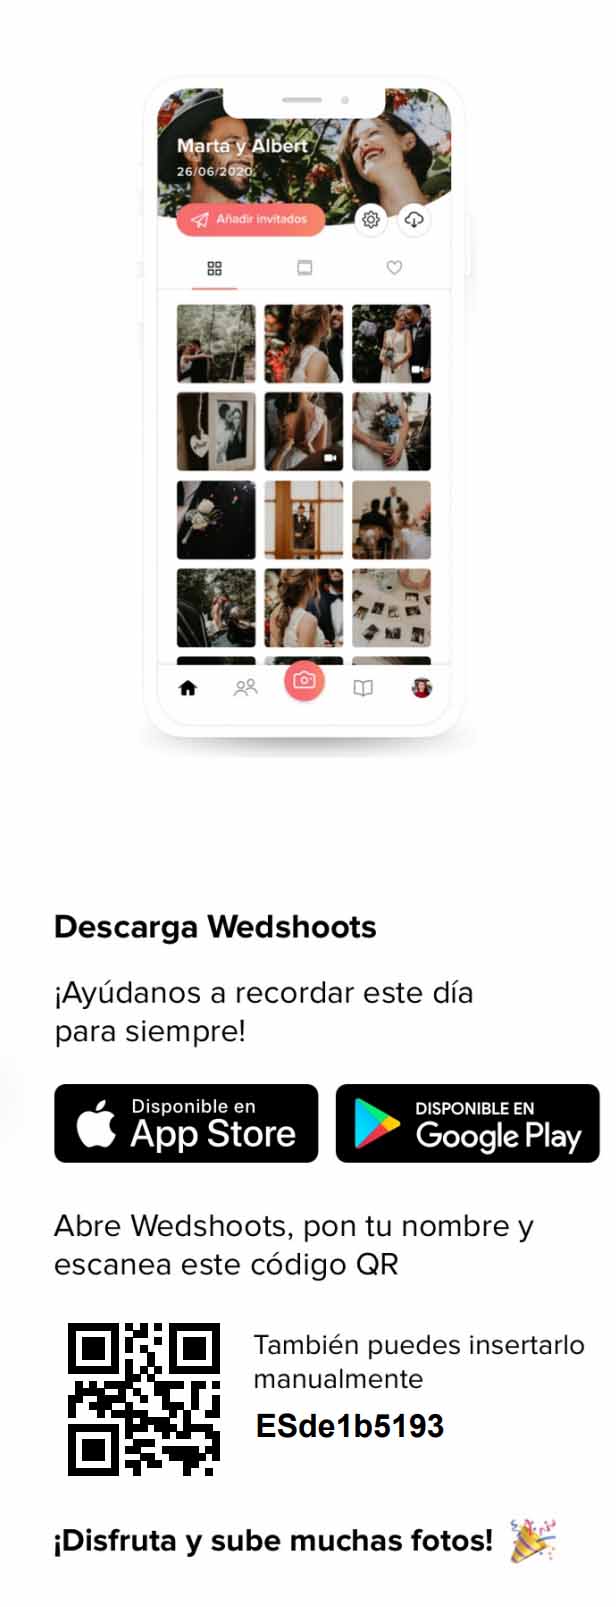 Marta y Albert
26/06/2020
Añadir invitados
Descarga Wedshoots
¡Ayúdanos a recordar este día
para siempre!
Disponible en
App Store
DISPONIBLE EN
Google Play
Abre Wedshoots, pon tu nombre y
escanea este código QR
También puedes insertarlo
manualmente
ESde1b5193
¡Disfruta y sube muchas fotos!